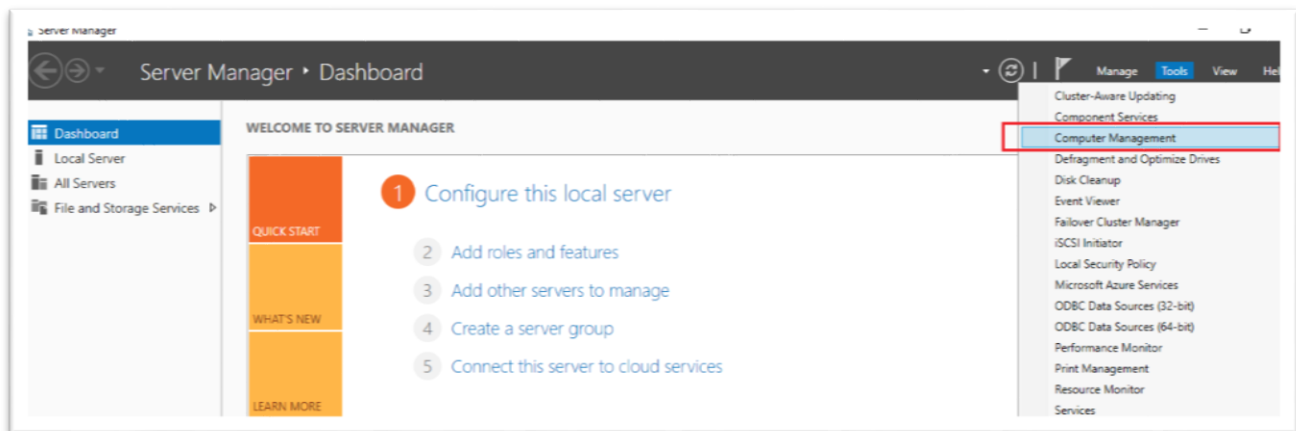 Server Manager
Server Manager • Dashboard
Manage Tools View Hel
Dashboard
Local Server
All Servers
File and Storage Services
WELCOME TO SERVER MANAGER
QUICK START
WHAT'S NEW
LEARN MORE
1 Configure this local server
2 Add roles and features
3 Add other servers to manage
4 Create a server group
5 Connect this server to cloud services
Cluster-Aware Updating
Component Services
Computer Management
Defragment and Optimize Drives
Disk Cleanup
Event Viewer
Failover Cluster Manager
iSCSI Initiator
Local Security Policy
Microsoft Azure Services
ODBC Data Sources (32-bit)
ODBC Data Sources (64-bit)
Performance Monitor
Print Management
Resource Monitor
Services